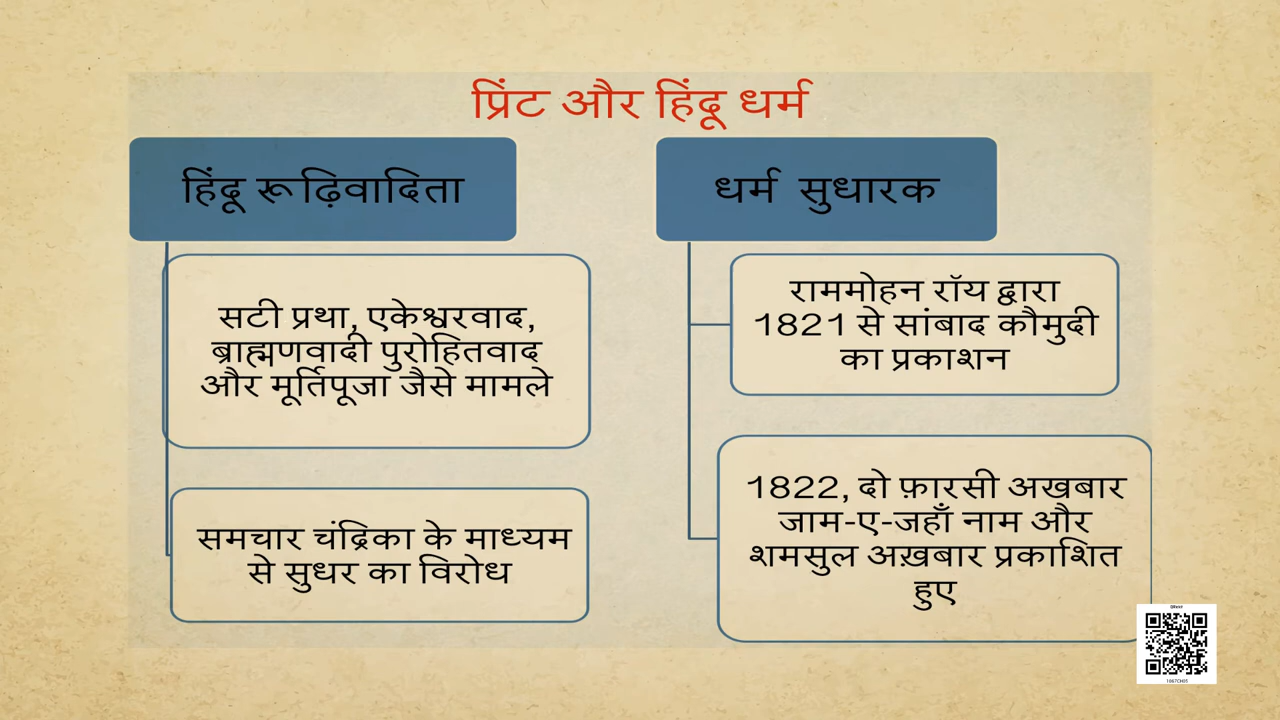 प्रिंट और हिंदू धर्म
हिंदू रूढ़िवादिता
सटी प्रथा, एकेश्वरवाद,
ब्राह्मणवादी पुरोहितवाद
और मूर्तिपूजा जैसे मामले
समचार चंद्रिका के माध्यम
से सुधर का विरोध
धर्म सुधारक
राममोहन रॉय द्वारा
1821 से सांबाद कौमुदी
का प्रकाशन
1822, दो फ़ारसी अखबार
जाम-ए-जहाँ नाम और
शमसुल अख़बार प्रकाशित
हुए
1067CH05